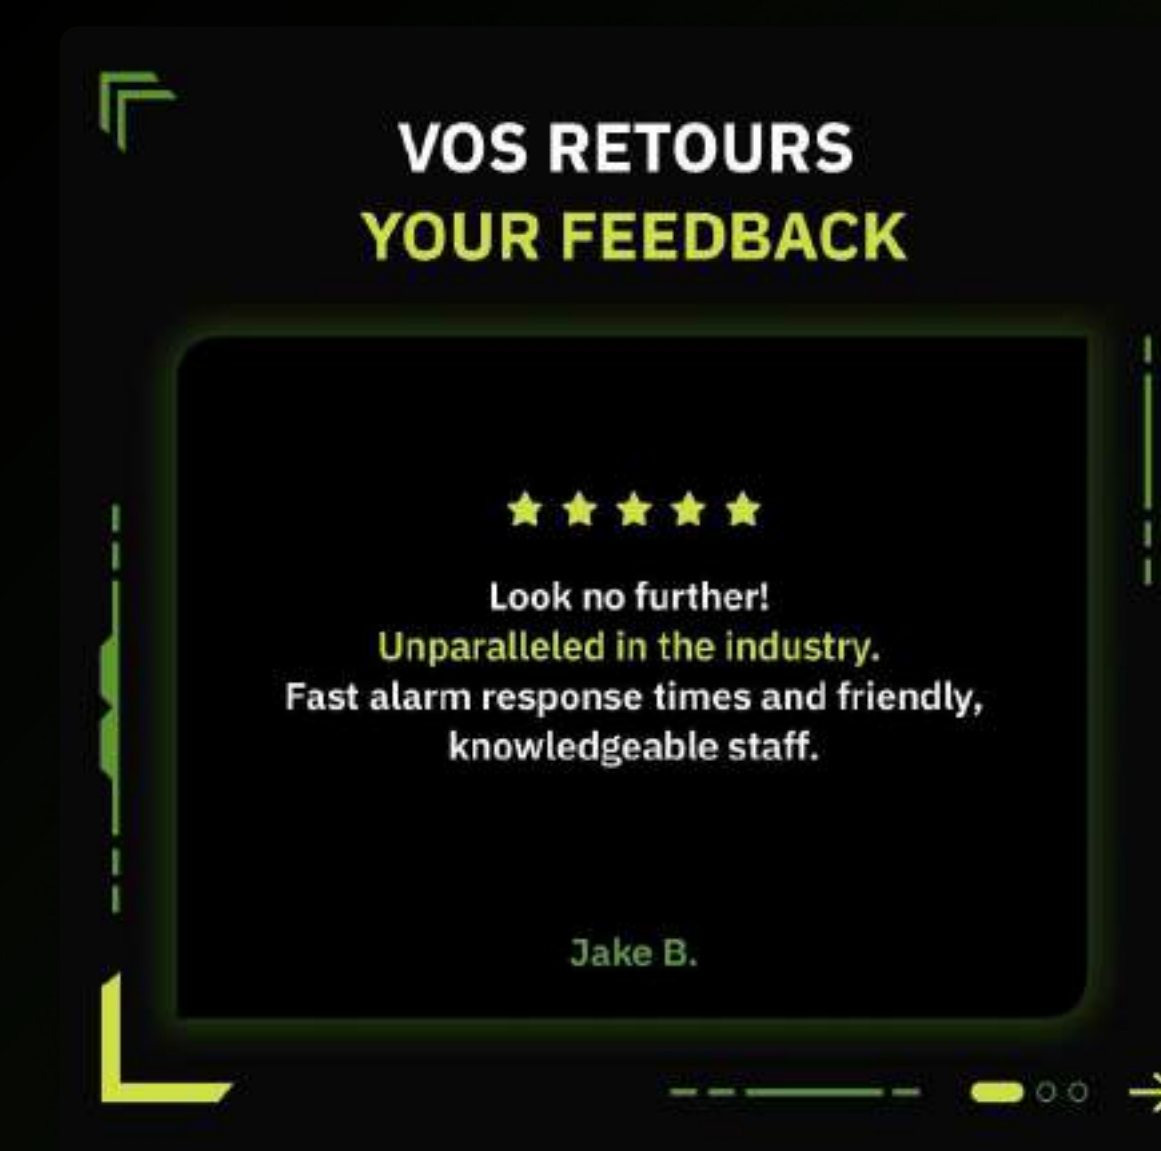 VOS RETOURS
YOUR FEEDBACK
Look no further!
Unparalleled in the industry.
Fast alarm response times and friendly,
knowledgeable staff.
Jake B.